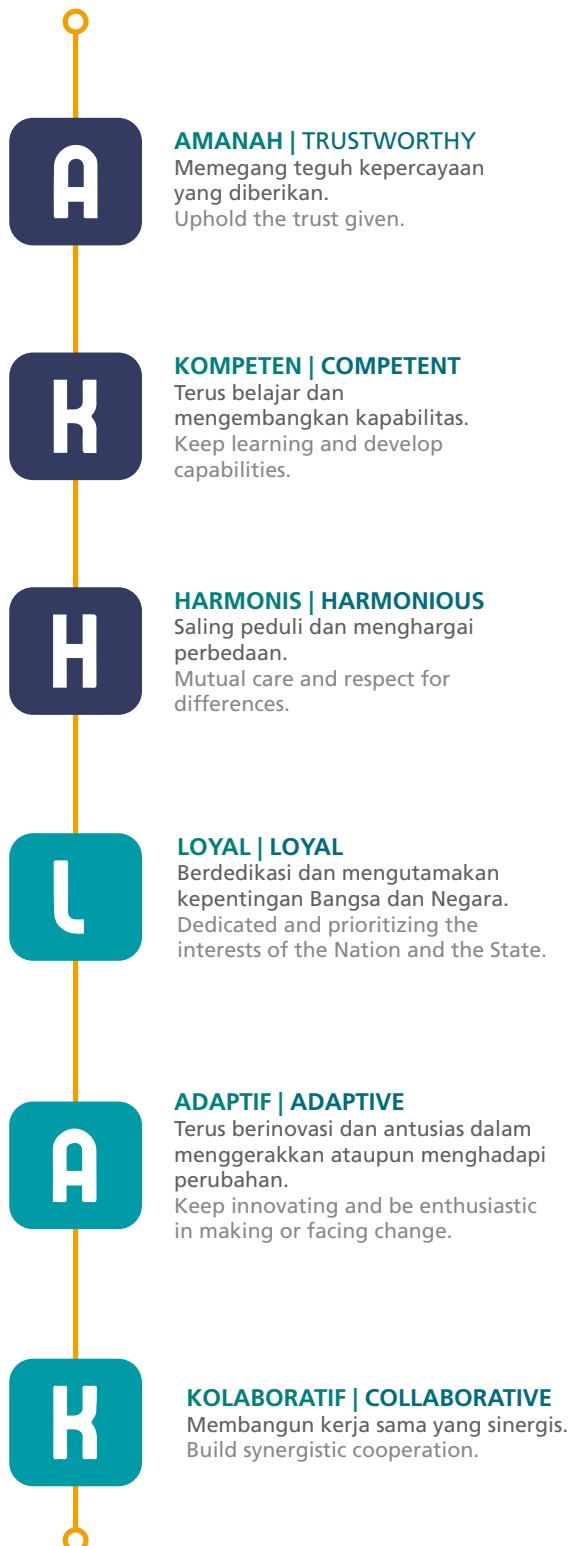 A
AMANAH | TRUSTWORTHY
Memegang teguh kepercayaan
yang diberikan.
Uphold the trust given.
K
KOMPETEN | COMPETENT
Terus belajar dan
mengembangkan kapabilitas.
Keep learning and develop
capabilities.
H
HARMONIS | HARMONIOUS
Saling peduli dan menghargai
perbedaan.
Mutual care and respect for
differences.
L
LOYAL | LOYAL
Berdedikasi dan mengutamakan
kepentingan Bangsa dan Negara.
Dedicated and prioritizing the
interests of the Nation and the State.
A
ADAPTIF | ADAPTIVE
Terus berinovasi dan antusias dalam
menggerakkan ataupun menghadapi
perubahan.
Keep innovating and be enthusiastic
in making or facing change.
K
KOLABORATIF | COLLABORATIVE
Membangun kerja sama yang sinergis.
Build synergistic cooperation.